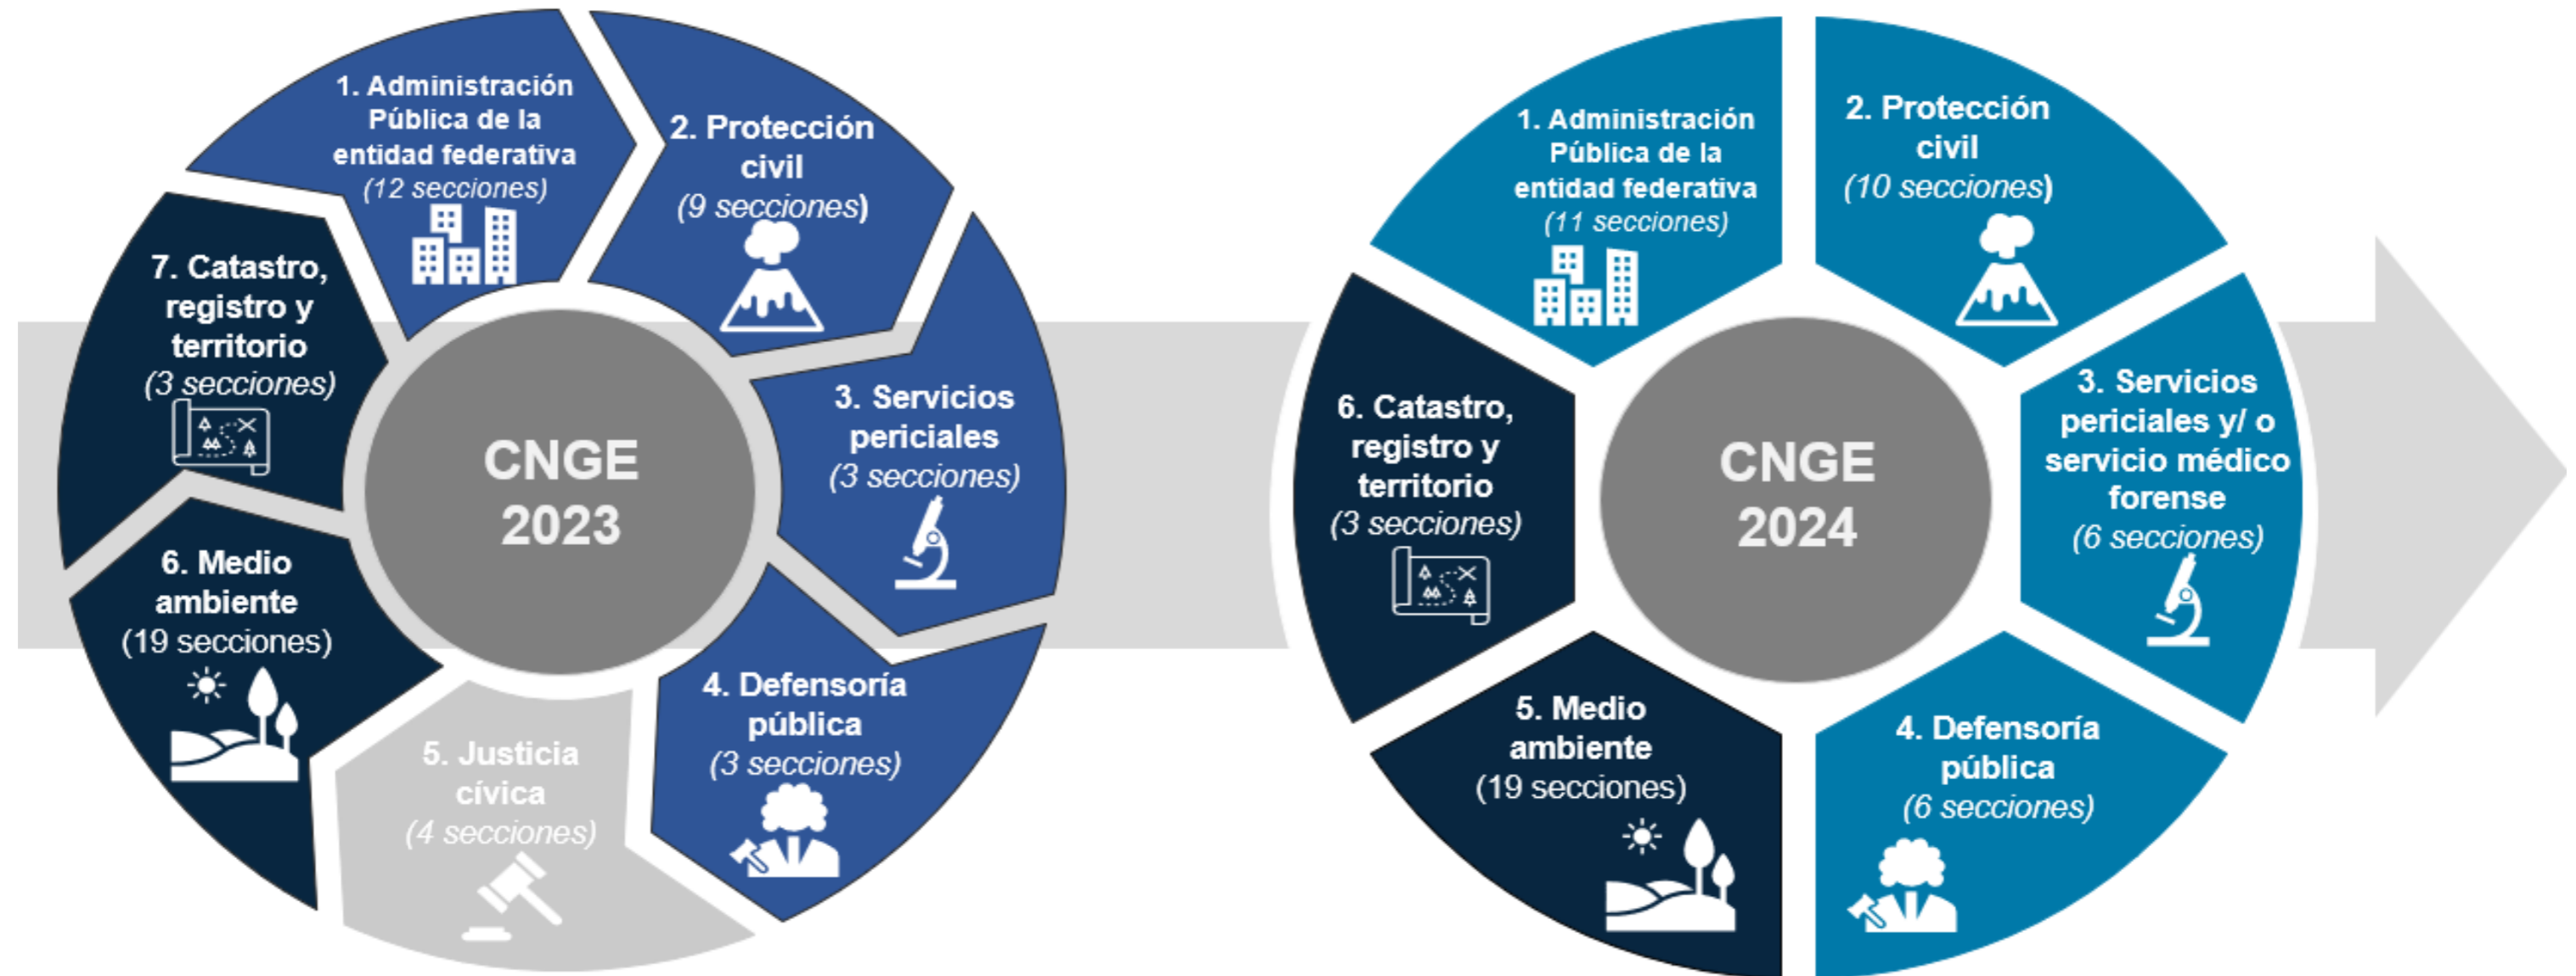 1. Administración
Pública de la
entidad federativa
(12 secciones)
2. Protección
civil
(9 secciones)
3. Servicios
periciales
(3 secciones)
4. Defensoría
pública
(3 secciones)
5. Justicia
cívica
(4 secciones)
6. Medio
ambiente
(19 secciones)
7. Catastro,
registro y
territorio
(3 secciones)
CNGE
2023
1. Administración
Pública de la
entidad federativa
(11 secciones)
2. Protección
civil
(10 secciones)
3. Servicios
periciales y/ o
servicio médico
forense
(6 secciones)
4. Defensoría
pública
(6 secciones)
5. Medio
ambiente
(19 secciones)
6. Catastro,
registro y
territorio
(3 secciones)
CNGE
2024